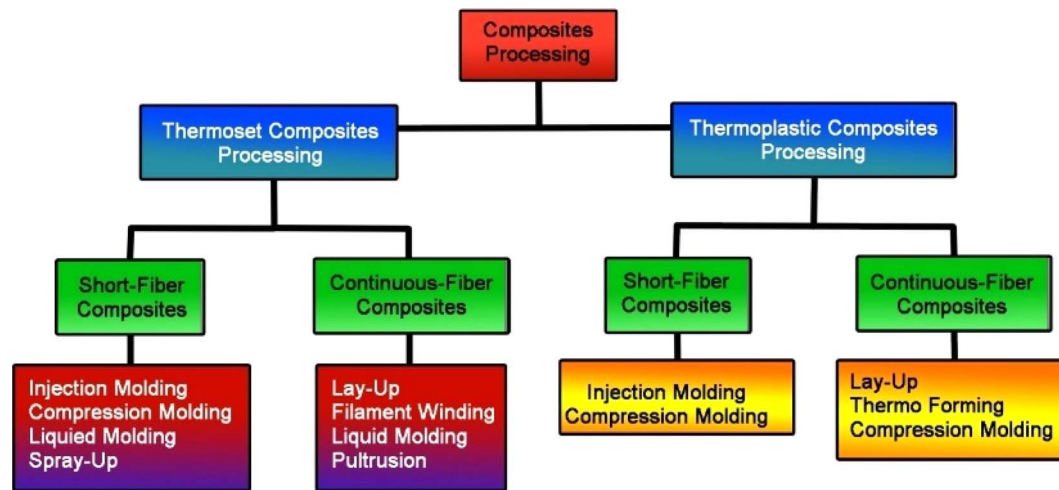 Composites
Processing
Thermoset Composites
Processing
Thermoplastic Composites
Processing
Short-Fiber
Composites
Continuous-Fiber
Composites
Short-Fiber
Composites
Continuous-Fiber
Composites
Injection Molding
Compression Molding
Liquied Molding
Spray-Up
Lay-Up
Filament Winding
Liquid Molding
Pultrusion
Injection Molding
Compression Molding
Lay-Up
Thermo Forming
Compression Molding